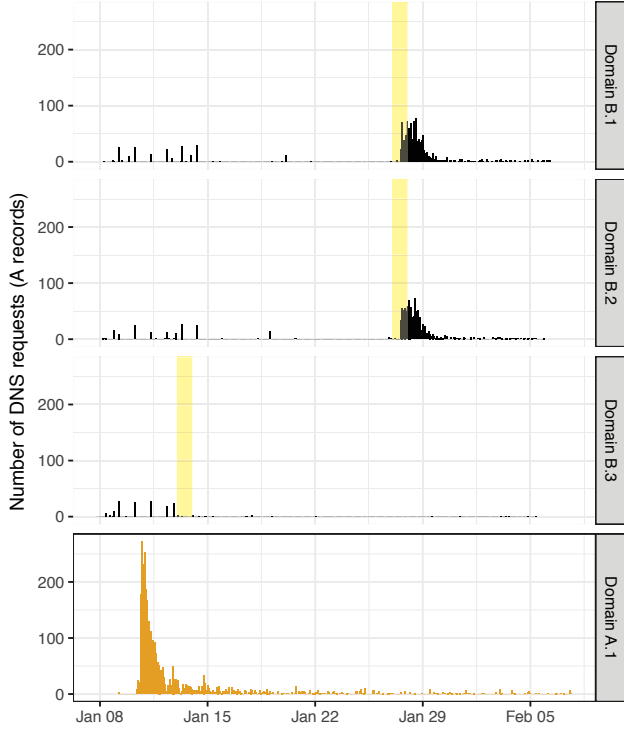 Number of DNS requests (A records)
200
100
0
Domain B.1
200
100
0
Domain B.2
200
100
0
Domain B.3
200
100
0
Domain A.1
Jan 08 Jan 15 Jan 22 Jan 29 Feb 05